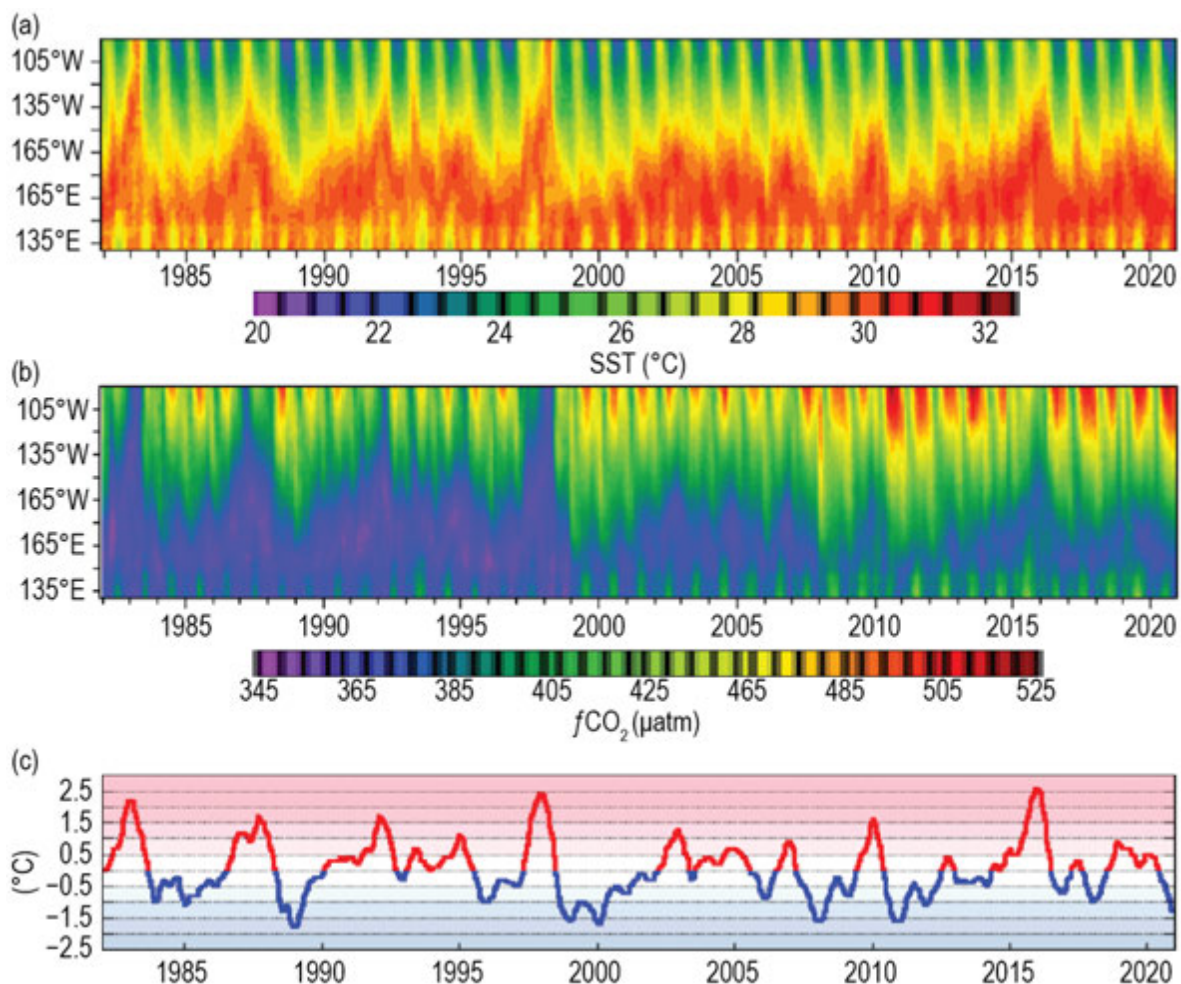 (a)
105°W
135°W
165°W
165°E
135°E
1985 1990 1995 2000 2005 2010 2015 2020
20 22 24 26 28 30 32
SST (°C)
(b)
105°W
135°W
165°W
165°E
135°E
1985 1990 1995 2000 2005 2010 2015 2020
345 365 385 405 425 465 485 505 525
fCO₂ (µatm)
(c)
2.5
1.5
0.5
−0.5
−1.5
−2.5
(°C)
1985 1990 1995 2000 2005 2010 2015 2020